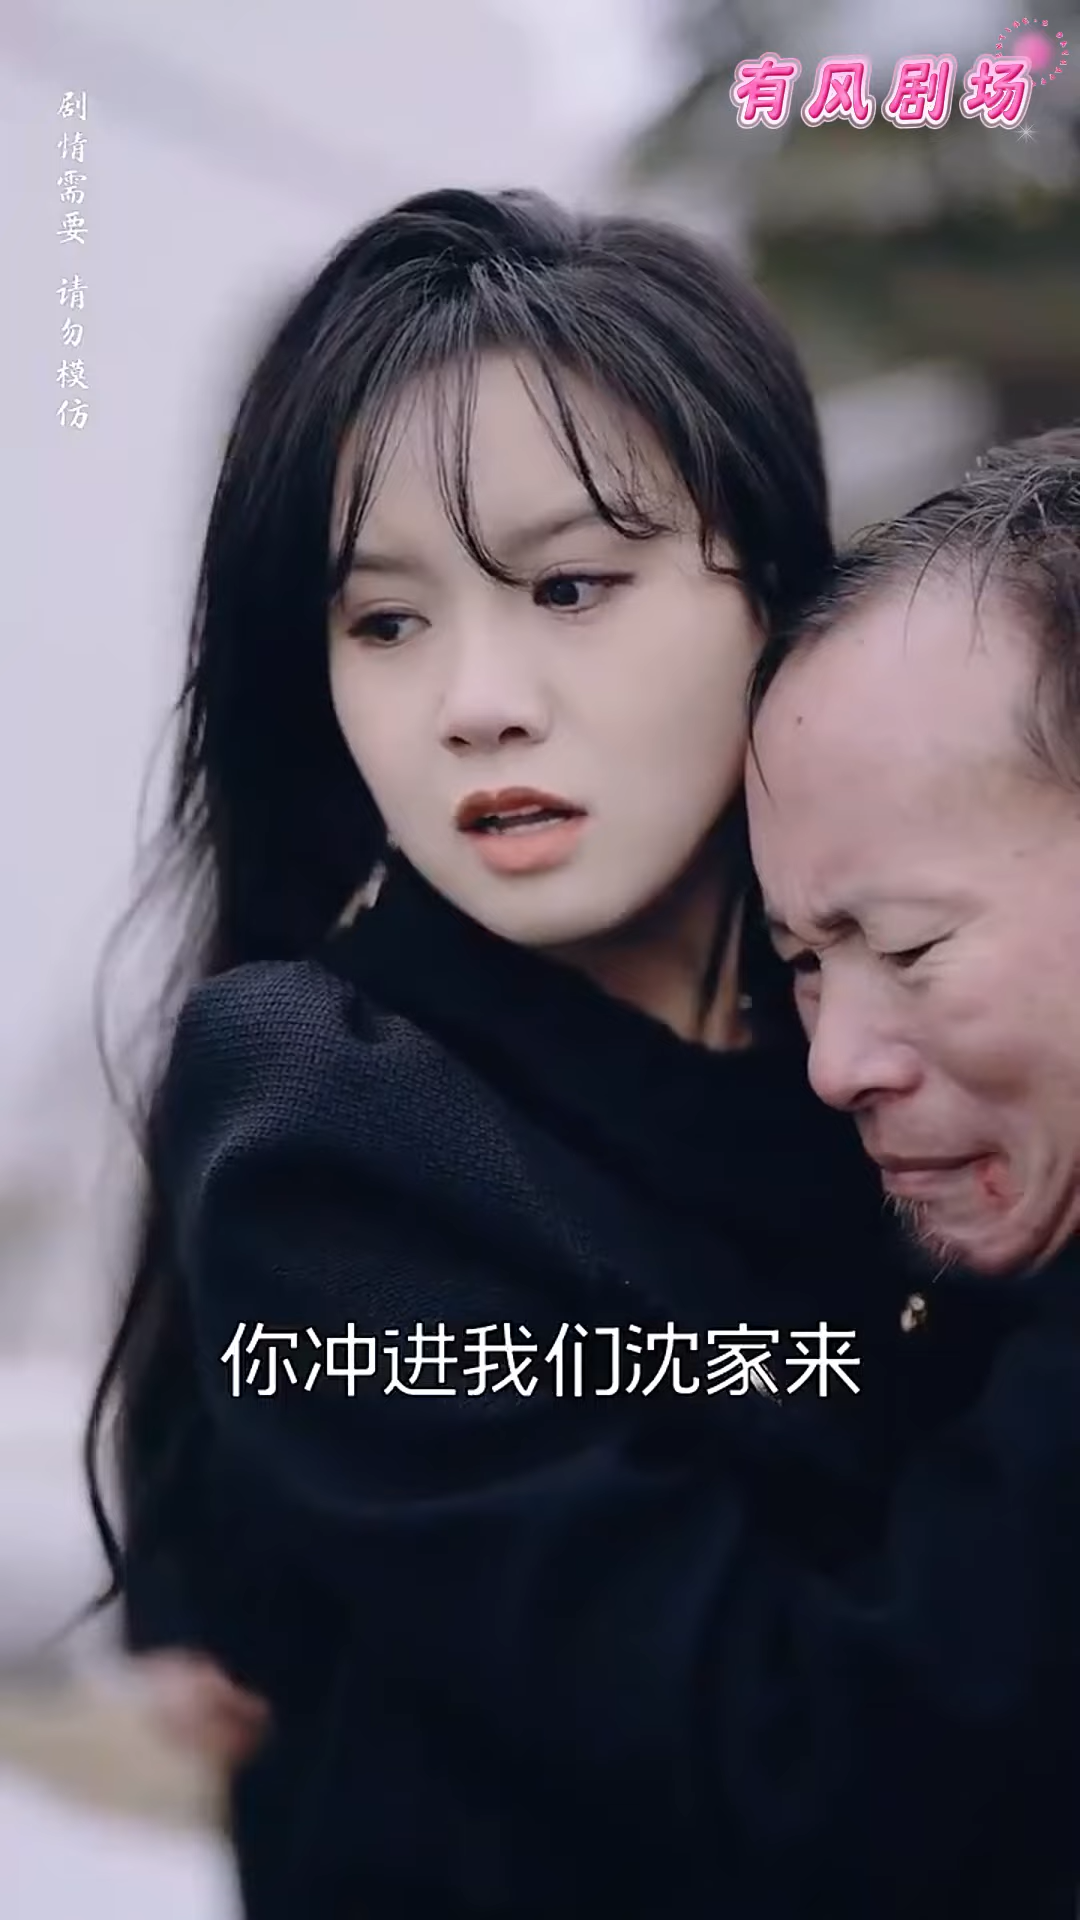 有风剧场
剧情需要 请勿模仿
你冲进我们沈家来